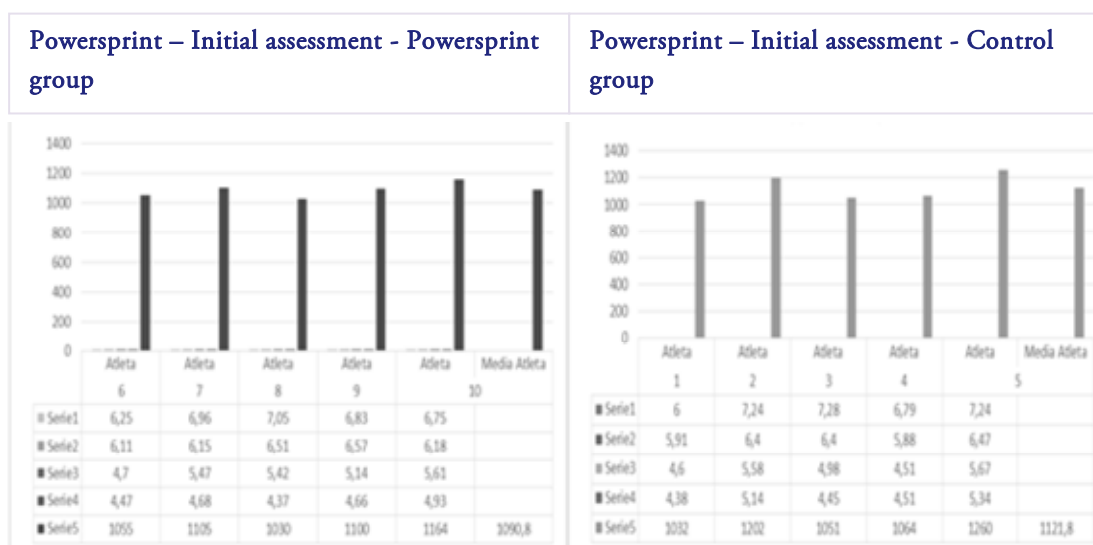 Powersprint – Initial assessment - Powersprint
group
Powersprint – Initial assessment - Control
group
1400
1200
1000
800
600
400
200
0
Atleta Atleta Atleta Atleta Atleta Media Atleta
6 7 8 9 10
Serie1 6,25 6,96 7,05 6,83 6,75
Serie2 6,11 6,15 6,51 6,57 6,18
Serie3 4,7 5,47 5,42 5,14 5,61
Serie4 4,47 4,68 4,37 4,66 4,93
Serie5 1055 1105 1030 1100 1164 1090,8
1400
1200
1000
800
600
400
200
0
Atleta Atleta Atleta Atleta Atleta Media Atleta
1 2 3 4 5
Serie1 6 7,24 7,28 6,79 7,24
Serie2 5,91 6,4 6,4 5,88 6,47
Serie3 4,6 5,58 4,98 4,51 5,67
Serie4 4,38 5,14 4,45 4,51 5,34
Serie5 1032 1202 1051 1064 1260 1121,8